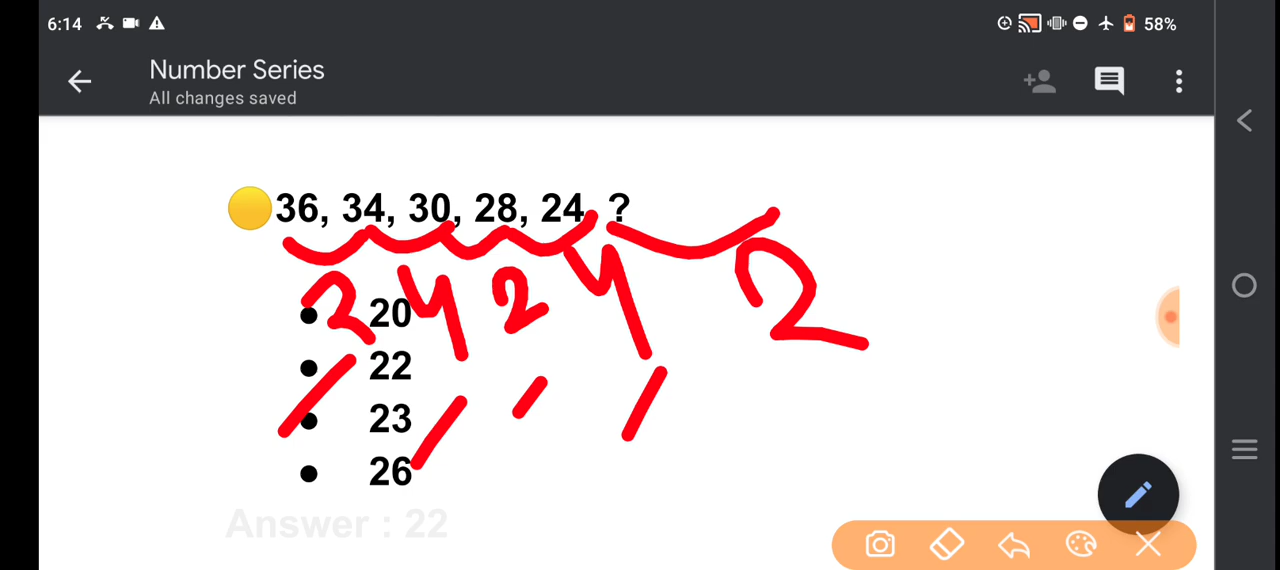 6:14 58%
Number Series
All changes saved
36, 34, 30, 28, 24, ?
2 4 2 4 2
20
22
23
26
Answer : 22